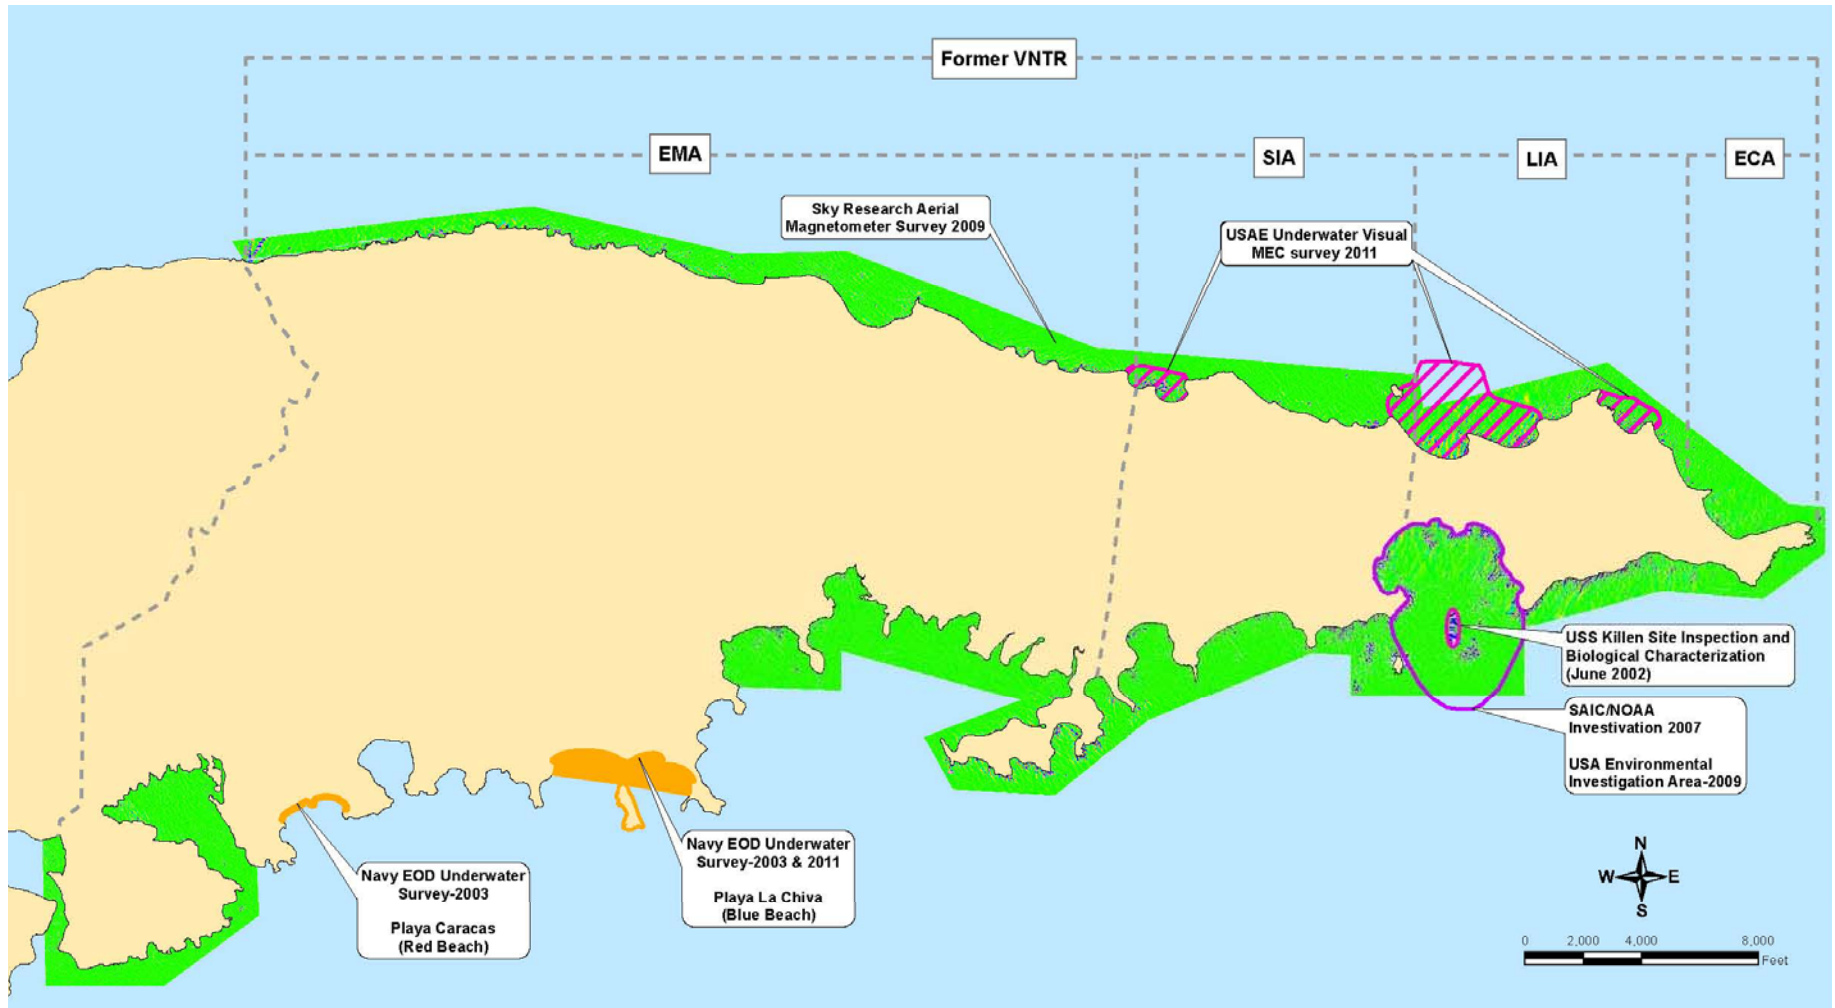 Former VNTR
EMA
SIA
LIA
ECA
Sky Research Aerial
Magnetometer Survey 2009
USAE Underwater Visual
MEC survey 2011
USS Killen Site Inspection and
Biological Characterization
(June 2002)
SAIC/NOAA
Investivation 2007
USA Environmental
Investigation Area-2009
Navy EOD Underwater
Survey-2003 & 2011
Playa La Chiva
(Blue Beach)
Navy EOD Underwater
Survey-2003
Playa Caracas
(Red Beach)
N
W E
S
0 2,000 4,000 8,000
Feet